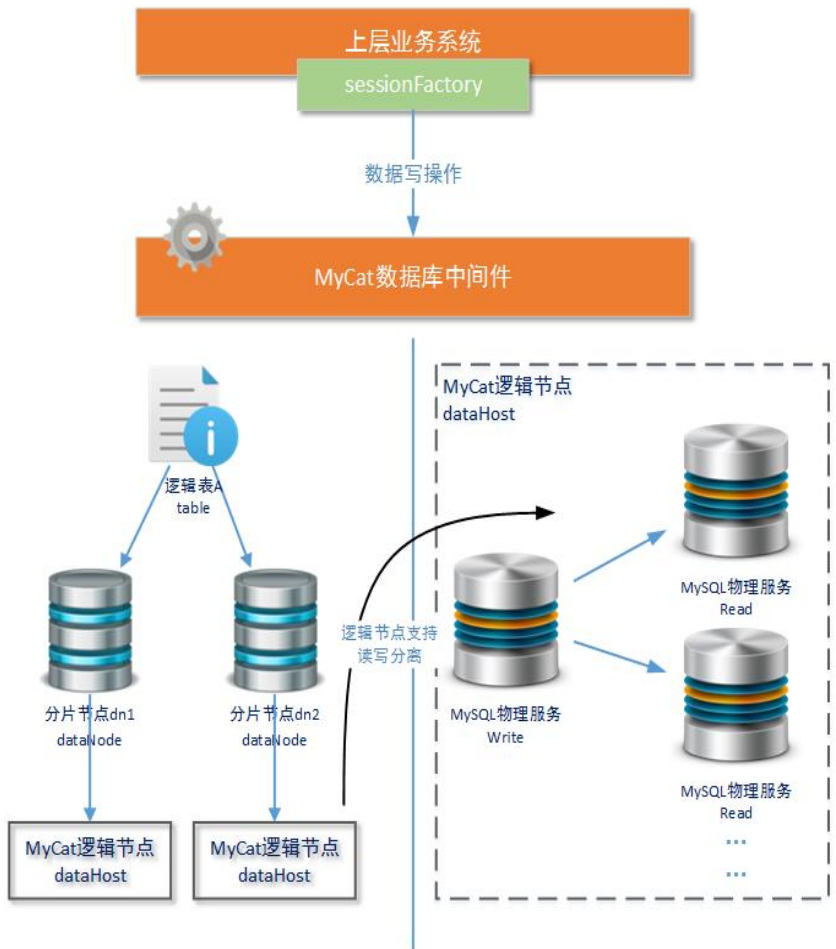 上层业务系统
sessionFactory
数据写操作
MyCat数据库中间件
逻辑表A
table
分片节点dn1
dataNode
分片节点dn2
dataNode
MyCat逻辑节点
dataHost
MyCat逻辑节点
dataHost
逻辑节点支持
读写分离
MyCat逻辑节点
dataHost
MySQL物理服务
Write
MySQL物理服务
Read
MySQL物理服务
Read
...
...